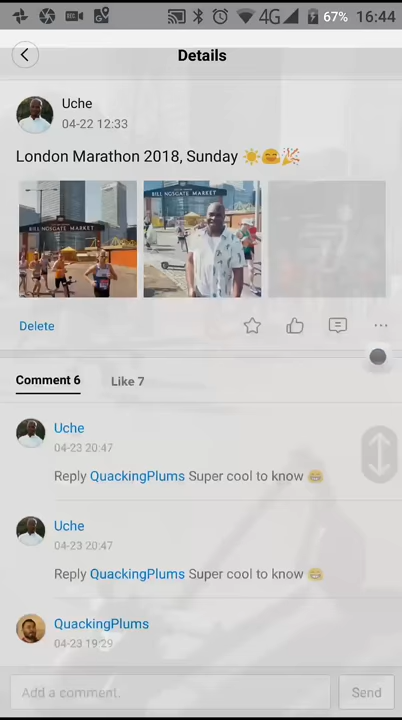 4G 67% 16:44
Details
Uche
04-22 12:33
London Marathon 2018, Sunday ☀️😄🎉
BILLINGSGATE MARKET
BILLINGSGATE MARKET
Delete
Comment 6 Like 7
Uche
04-23 20:47
Reply QuackingPlums Super cool to know 😁
Uche
04-23 20:47
Reply QuackingPlums Super cool to know 😁
QuackingPlums
04-23 19:29
Add a comment.
Send